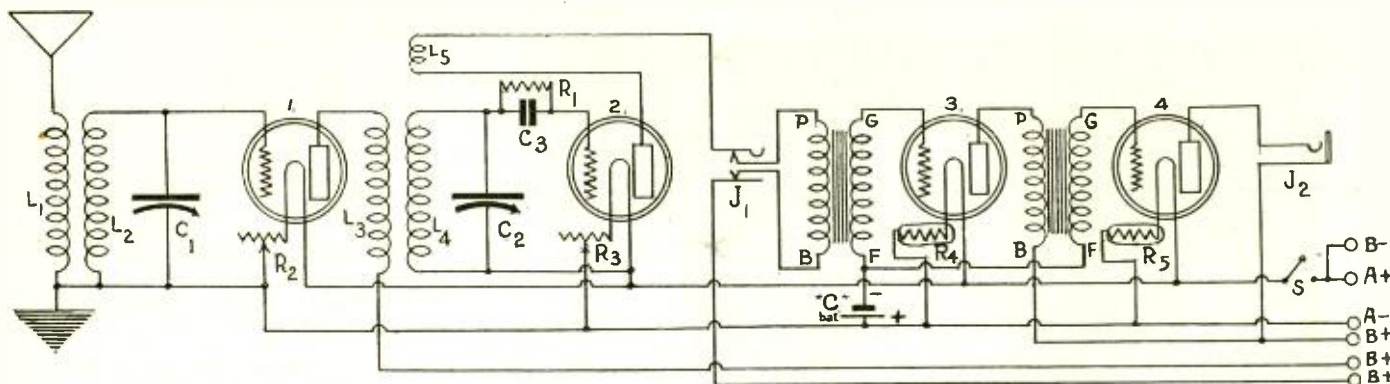 1.
2.
3
4
L1
L2
C1
R2
L3
L4
L5
R1
C3
C2
R3
J1
P
B
G
F
R4
P
B
G
F
R5
J2
S
"C"
bat
-
+
B-
A+
A-
B+
B+
B+